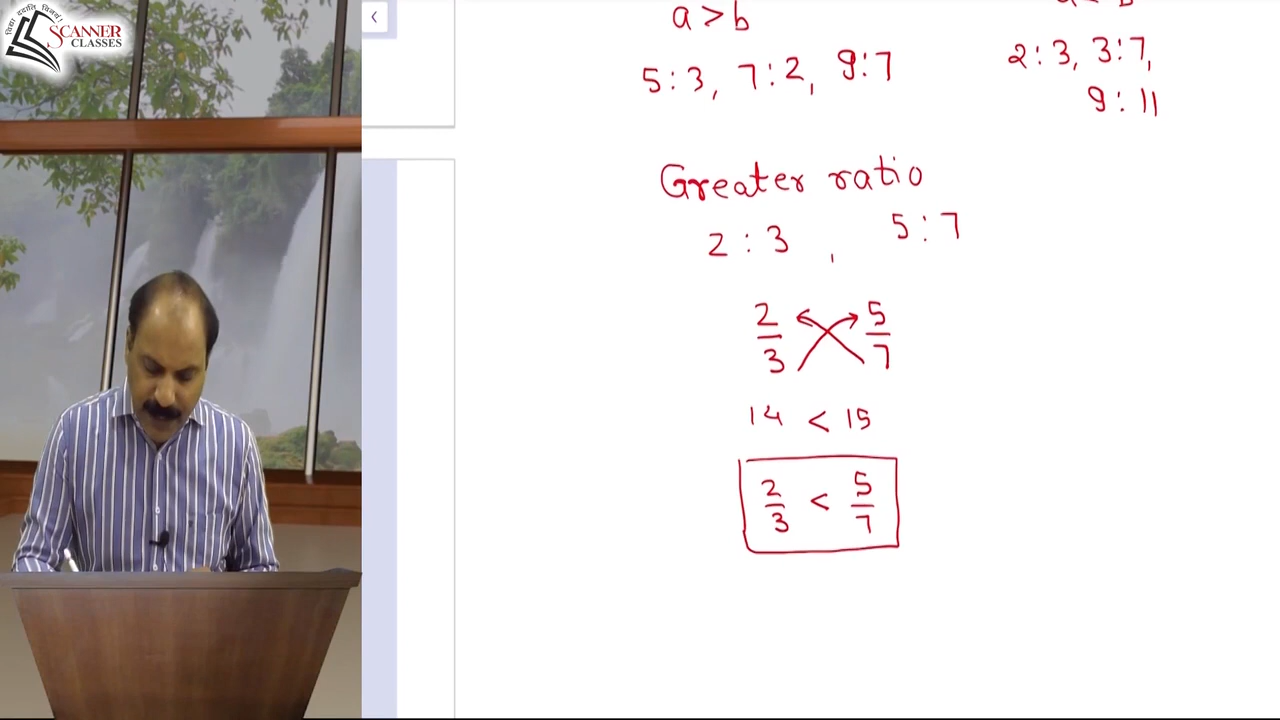 SCANNER
CLASSES
a > b
5 : 3, 7 : 2, 9 : 7
2 : 3, 3 : 7,
9 : 11
Greater ratio
2 : 3 , 5 : 7
2/3 5/7
14 < 15
2/3 < 5/7